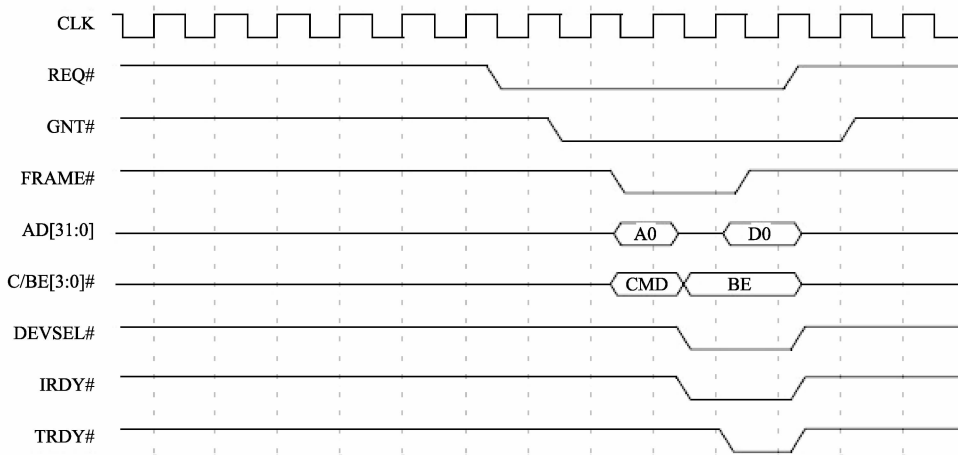 CLK
REQ#
GNT#
FRAME#
AD[31:0] A0 D0
C/BE[3:0]# CMD BE
DEVSEL#
IRDY#
TRDY#